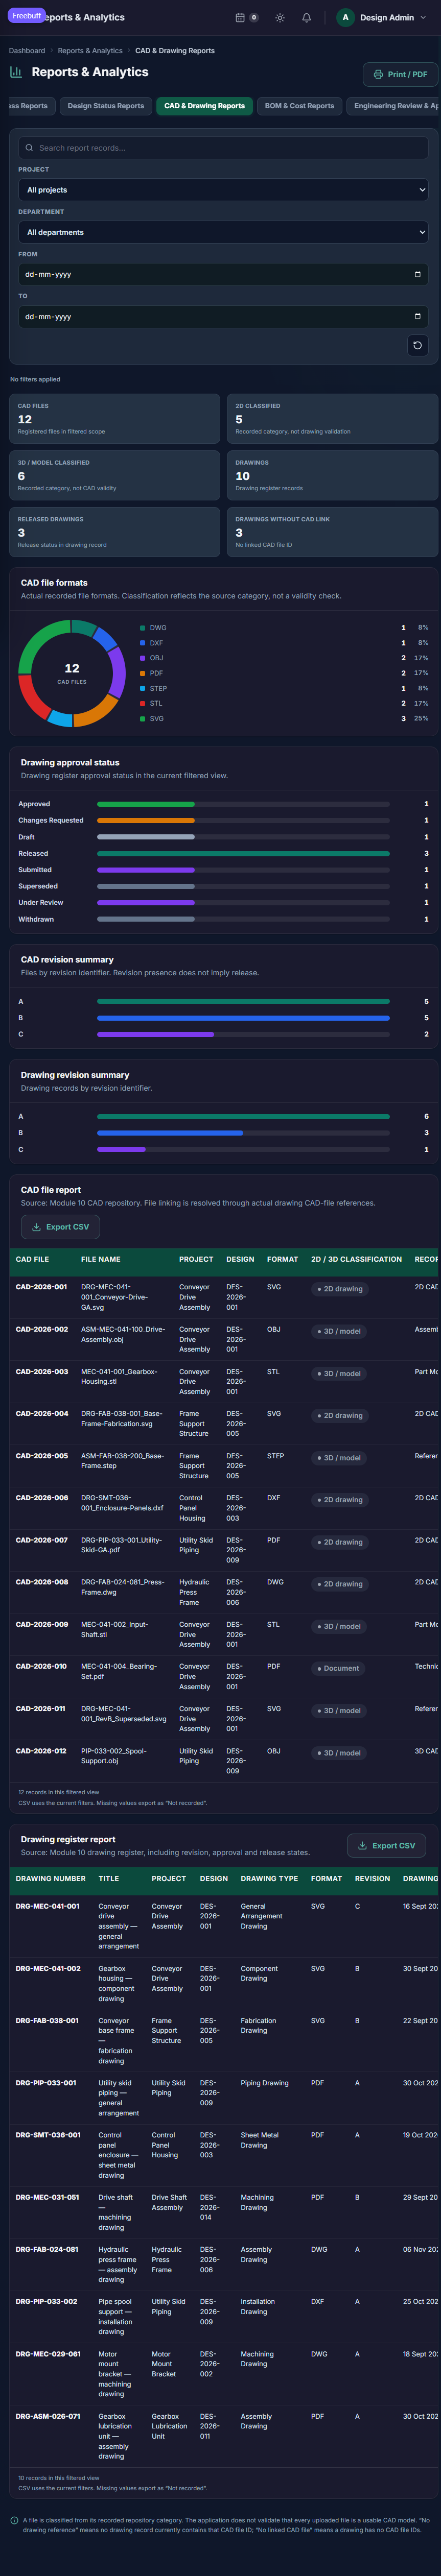 Freebuff
eports & Analytics
0
A
Design Admin
Dashboard › Reports & Analytics › CAD & Drawing Reports
Reports & Analytics
Print / PDF
ess Reports
Design Status Reports
CAD & Drawing Reports
BOM & Cost Reports
Engineering Review & Ap
Search report records...
PROJECT
All projects
DEPARTMENT
All departments
FROM
dd-mm-yyyy
TO
dd-mm-yyyy
No filters applied
CAD FILES
12
Registered files in filtered scope
2D CLASSIFIED
5
Recorded category, not drawing validation
3D / MODEL CLASSIFIED
6
Recorded category, not CAD validity
DRAWINGS
10
Drawing register records
RELEASED DRAWINGS
3
Release status in drawing record
DRAWINGS WITHOUT CAD LINK
3
No linked CAD file ID
CAD file formats
Actual recorded file formats. Classification reflects the source category, not a validity check.
12
CAD FILES
DWG 1 8%
DXF 1 8%
OBJ 2 17%
PDF 2 17%
STEP 1 8%
STL 2 17%
SVG 3 25%
Drawing approval status
Drawing register approval status in the current filtered view.
Approved 1
Changes Requested 1
Draft 1
Released 3
Submitted 1
Superseded 1
Under Review 1
Withdrawn 1
CAD revision summary
Files by revision identifier. Revision presence does not imply release.
A 5
B 5
C 2
Drawing revision summary
Drawing records by revision identifier.
A 6
B 3
C 1
CAD file report
Source: Module 10 CAD repository. File linking is resolved through actual drawing CAD-file references.
Export CSV
CAD FILE FILE NAME PROJECT DESIGN FORMAT 2D / 3D CLASSIFICATION RECOR
CAD-2026-001 DRG-MEC-041- Conveyor DES- SVG 2D drawing 2D CAD
001_Conveyor-Drive- Drive 2026-
GA.svg Assembly 001
CAD-2026-002 ASM-MEC-041-100_Drive- Conveyor DES- OBJ 3D / model Assemb
Assembly.obj Drive 2026-
Assembly 001
CAD-2026-003 MEC-041-001_Gearbox- Conveyor DES- STL 3D / model Part Mo
Housing.stl Drive 2026-
Assembly 001
CAD-2026-004 DRG-FAB-038-001_Base- Frame DES- SVG 2D drawing 2D CAD
Frame-Fabrication.svg Support 2026-
Structure 005
CAD-2026-005 ASM-FAB-038-200_Base- Frame DES- STEP 3D / model Referen
Frame.step Support 2026-
Structure 005
CAD-2026-006 DRG-SMT-036- Control DES- DXF 2D drawing 2D CAD
001_Enclosure-Panels.dxf Panel 2026-
Housing 003
CAD-2026-007 DRG-PIP-033-001_Utility- Utility Skid DES- PDF 2D drawing 2D CAD
Skid-GA.pdf Piping 2026-
009
CAD-2026-008 DRG-FAB-024-081_Press- Hydraulic DES- DWG 2D drawing 2D CAD
Frame.dwg Press 2026-
Frame 006
CAD-2026-009 MEC-041-002_Input- Conveyor DES- STL 3D / model Part Mo
Shaft.stl Drive 2026-
Assembly 001
CAD-2026-010 MEC-041-004_Bearing- Conveyor DES- PDF Document Technic
Set.pdf Drive 2026-
Assembly 001
CAD-2026-011 DRG-MEC-041- Conveyor DES- SVG 3D / model Referen
001_RevB_Superseded.svg Drive 2026-
Assembly 001
CAD-2026-012 PIP-033-002_Spool- Utility Skid DES- OBJ 3D / model 3D CAD
Support.obj Piping 2026-
009
12 records in this filtered view
CSV uses the current filters. Missing values export as "Not recorded".
Drawing register report
Source: Module 10 drawing register, including revision, approval and release states.
Export CSV
DRAWING NUMBER TITLE PROJECT DESIGN DRAWING TYPE FORMAT REVISION DRAWING
DRG-MEC-041-001 Conveyor Conveyor DES- General SVG C 16 Sept 202
drive Drive 2026- Arrangement
assembly — Assembly 001 Drawing
general
arrangement
DRG-MEC-041-002 Gearbox Conveyor DES- Component SVG B 30 Sept 20
housing — Drive 2026- Drawing
component Assembly 001
drawing
DRG-FAB-038-001 Conveyor Frame DES- Fabrication SVG B 22 Sept 20
base frame Support 2026- Drawing
— Structure 005
fabrication
drawing
DRG-PIP-033-001 Utility skid Utility Skid DES- Piping Drawing PDF A 30 Oct 202
piping — Piping 2026-
general 009
arrangement
DRG-SMT-036-001 Control Control DES- Sheet Metal PDF A 19 Oct 202
panel Panel 2026- Drawing
enclosure — Housing 003
sheet metal
drawing
DRG-MEC-031-051 Drive shaft Drive Shaft DES- Machining PDF B 29 Sept 20
— Assembly 2026- Drawing
machining 014
drawing
DRG-FAB-024-081 Hydraulic Hydraulic DES- Assembly DWG A 06 Nov 202
press frame Press 2026- Drawing
— assembly Frame 006
drawing
DRG-PIP-033-002 Pipe spool Utility Skid DES- Installation DXF A 25 Oct 202
support — Piping 2026- Drawing
installation 009
drawing
DRG-MEC-029-061 Motor Motor DES- Machining DWG A 18 Sept 202
mount Mount 2026- Drawing
bracket — Bracket 002
machining
drawing
DRG-ASM-026-071 Gearbox Gearbox DES- Assembly PDF A 30 Oct 202
lubrication Lubrication 2026- Drawing
unit — Unit 011
assembly
drawing
10 records in this filtered view
CSV uses the current filters. Missing values export as "Not recorded".
A file is classified from its recorded repository category. The application does not validate that every uploaded file is a usable CAD model. "No
drawing reference" means no drawing record currently contains that CAD file ID; "No linked CAD file" means a drawing has no CAD file IDs.